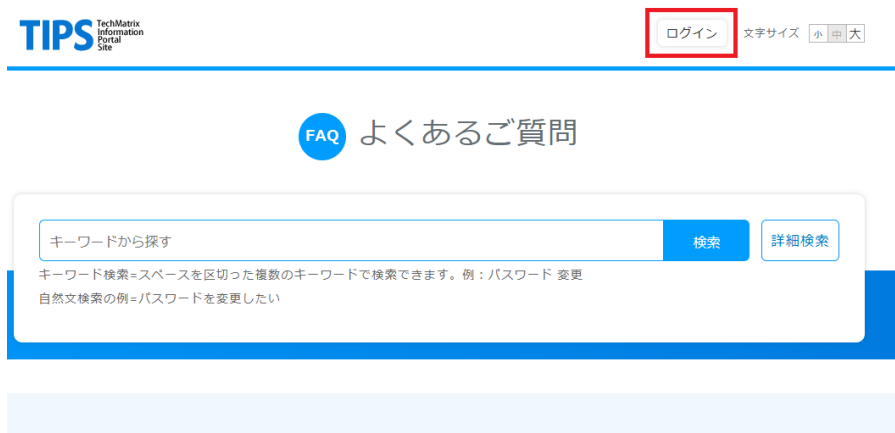 TIPS TechMatrix
Information
Portal
Site
ログイン 文字サイズ 小 中 大
FAQ よくあるご質問
キーワードから探す 検索 詳細検索
キーワード検索=スペースを区切った複数のキーワードで検索できます。例：パスワード 変更
自然文検索の例=パスワードを変更したい